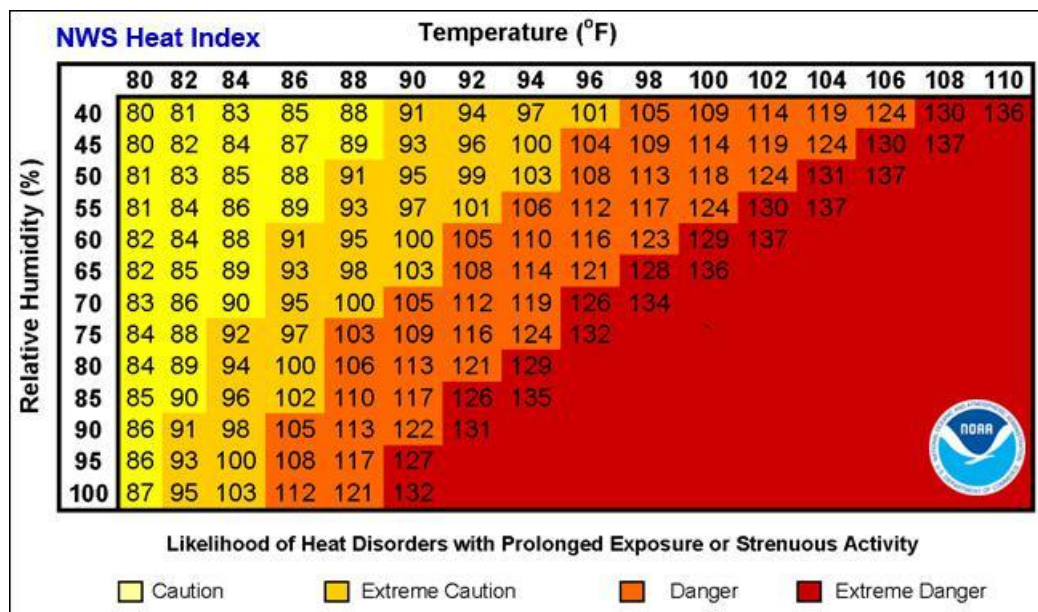 NWS Heat Index
Temperature (°F)
80 82 84 86 88 90 92 94 96 98 100 102 104 106 108 110
Relative Humidity (%)
40 80 81 83 85 88 91 94 97 101 105 109 114 119 124 130 136
45 80 82 84 87 89 93 96 100 104 109 114 119 124 130 137
50 81 83 85 88 91 95 99 103 108 113 118 124 131 137
55 81 84 86 89 93 97 101 106 112 117 124 130 137
60 82 84 88 91 95 100 105 110 116 123 129 137
65 82 85 89 93 98 103 108 114 121 128 136
70 83 86 90 95 100 105 112 119 126 134
75 84 88 92 97 103 109 116 124 132
80 84 89 94 100 106 113 121 129
85 85 90 96 102 110 117 126 135
90 86 91 98 105 113 122 131
95 86 93 100 108 117 127
100 87 95 103 112 121 132
NOAA
Likelihood of Heat Disorders with Prolonged Exposure or Strenuous Activity
Caution
Extreme Caution
Danger
Extreme Danger